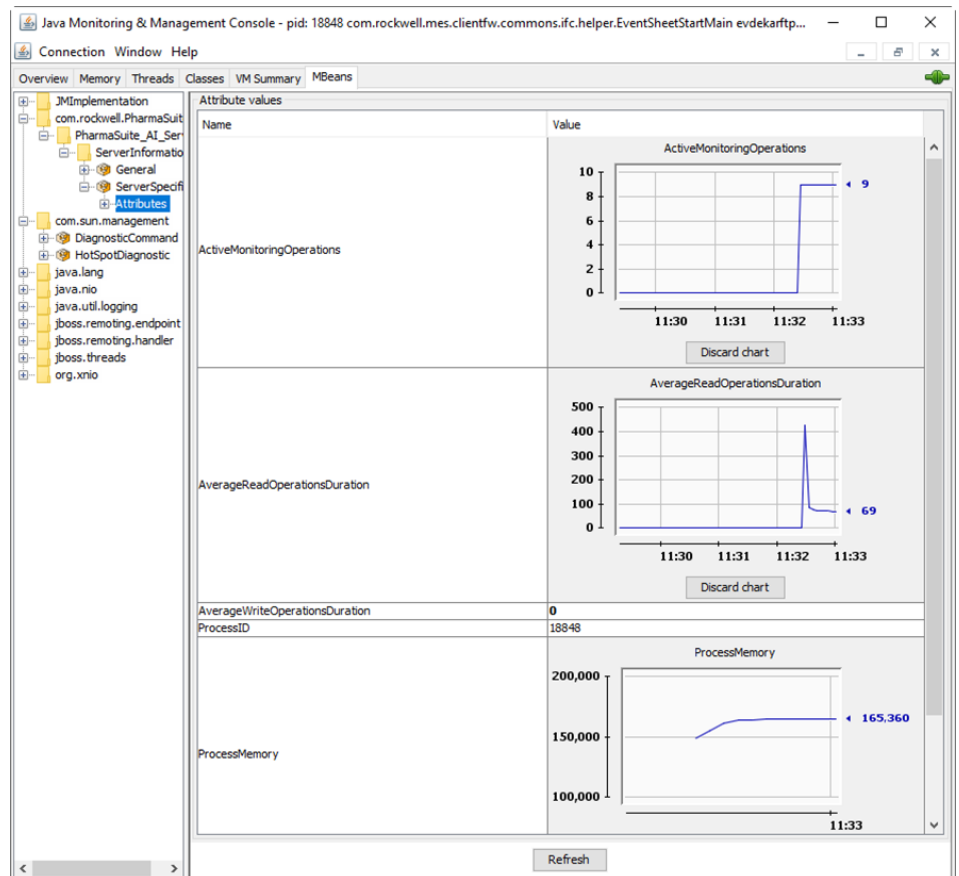 Java Monitoring & Management Console - pid: 18848 com.rockwell.mes.clientfw.commons.ifc.helper.EventSheetStartMain evdekarftp...
Connection Window Help
Overview Memory Threads Classes VM Summary MBeans
JMImplementation
com.rockwell.PharmaSuit
PharmaSuite_AI_Ser
ServerInformatio
General
ServerSpecifi
Attributes
com.sun.management
DiagnosticCommand
HotSpotDiagnostic
java.lang
java.nio
java.util.logging
jboss.remoting.endpoint
jboss.remoting.handler
jboss.threads
org.xnio
Attribute values
Name Value
ActiveMonitoringOperations
ActiveMonitoringOperations
10
8
6
4
2
0
9
11:30 11:31 11:32 11:33
Discard chart
AverageReadOperationsDuration
AverageReadOperationsDuration
500
400
300
200
100
0
69
11:30 11:31 11:32 11:33
Discard chart
AverageWriteOperationsDuration 0
ProcessID 18848
ProcessMemory
ProcessMemory
200,000
150,000
100,000
165,360
11:33
Refresh